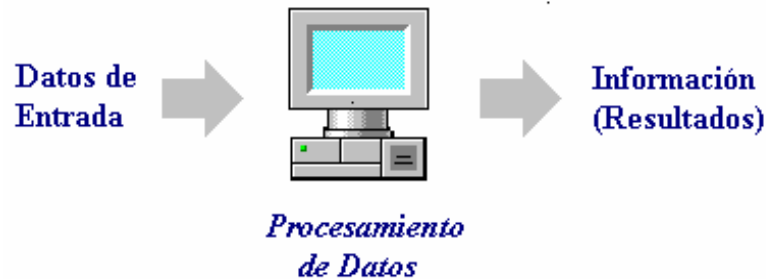 Datos de
Entrada
Información
(Resultados)
Procesamiento
de Datos